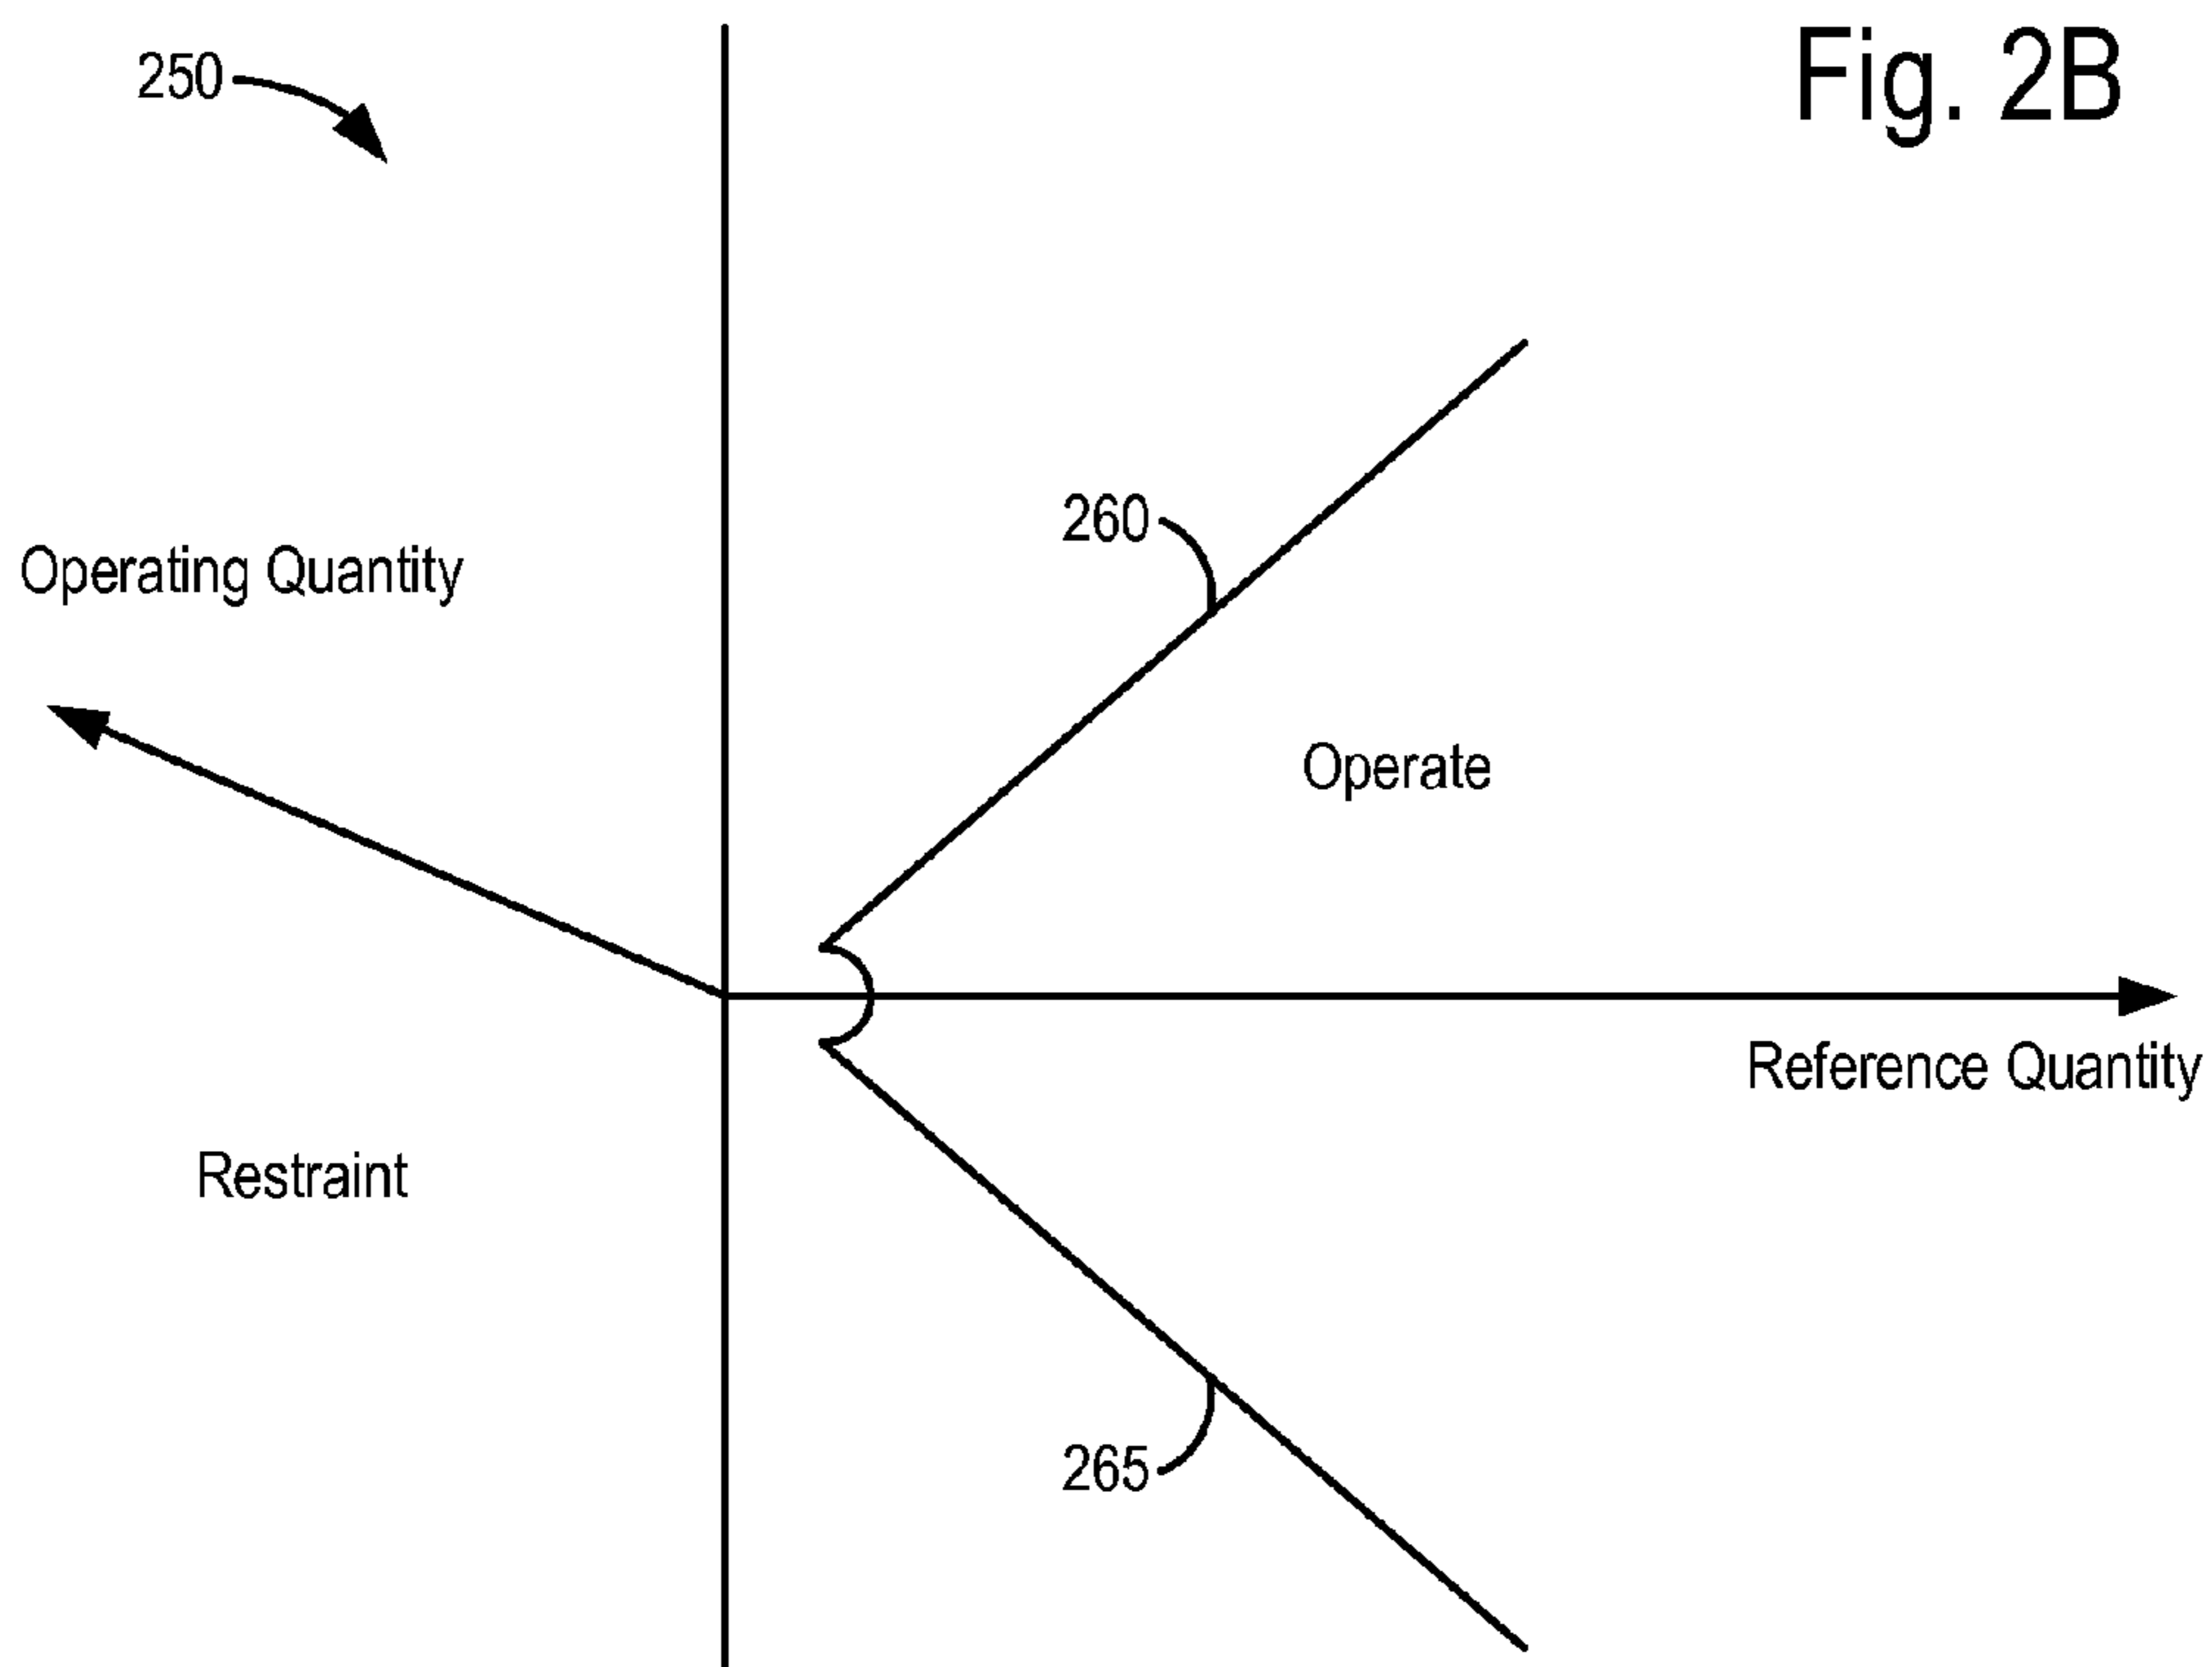 Fig. 2B
250
260
Operating Quantity
Operate
Reference Quantity
Restraint
265